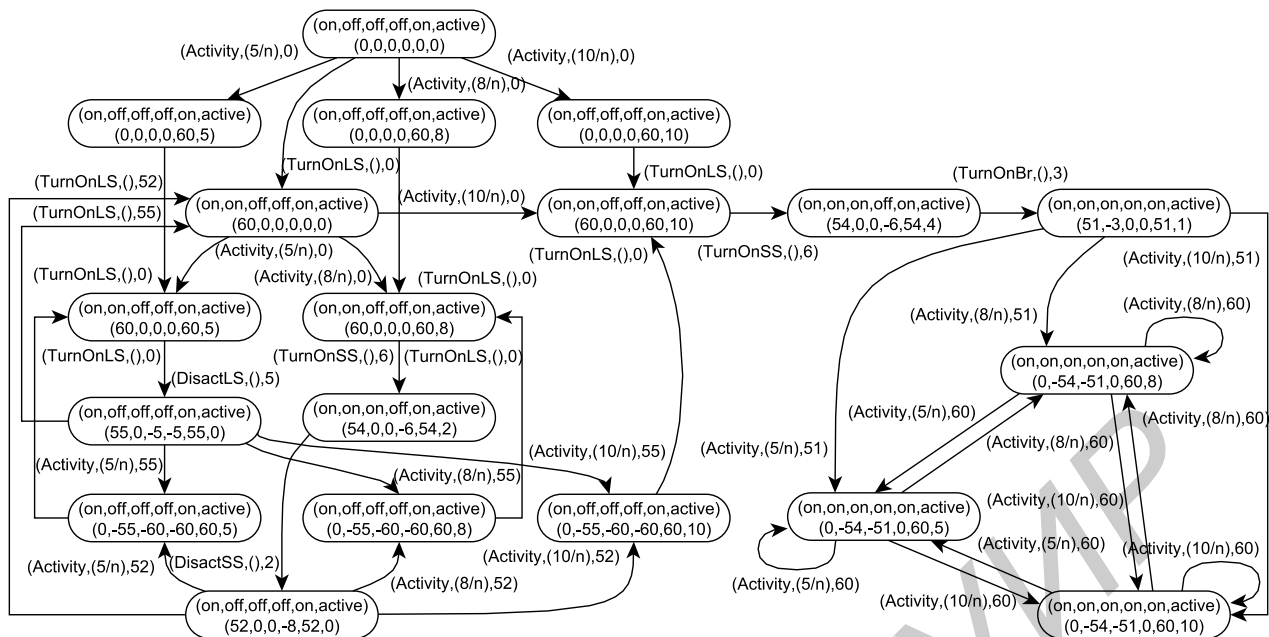 (on,off,off,off,on,active)
(0,0,0,0,0,0)
(Activity,(5/n),0)
(Activity,(10/n),0)
(Activity,(8/n),0)
(on,off,off,off,on,active)
(0,0,0,0,60,5)
(on,off,off,off,on,active)
(0,0,0,0,60,8)
(on,off,off,off,on,active)
(0,0,0,0,60,10)
(TurnOnLS,(),0)
(TurnOnLS,(),0)
(TurnOnBr,(),3)
(TurnOnLS,(),52)
(TurnOnLS,(),55)
(Activity,(10/n),0)
(on,on,off,off,on,active)
(60,0,0,0,0,0)
(on,on,off,off,on,active)
(60,0,0,0,60,10)
(on,on,on,off,on,active)
(54,0,0,-6,54,4)
(on,on,on,on,on,active)
(51,-3,0,0,51,1)
(Activity,(5/n),0)
(TurnOnLS,(),0)
(TurnOnSS,(),6)
(Activity,(10/n),51)
(TurnOnLS,(),0)
(Activity,(8/n),0)
(TurnOnLS,(),0)
(Activity,(8/n),60)
(on,on,off,off,on,active)
(60,0,0,0,60,5)
(on,on,off,off,on,active)
(60,0,0,0,60,8)
(Activity,(8/n),51)
(TurnOnLS,(),0)
(TurnOnSS,(),6)
(TurnOnLS,(),0)
(on,on,on,on,on,active)
(0,-54,-51,0,60,8)
(DisactLS,(),5)
(on,off,off,off,on,active)
(55,0,-5,-5,55,0)
(on,on,on,off,on,active)
(54,0,0,-6,54,2)
(Activity,(5/n),60)
(Activity,(8/n),60)
(Activity,(5/n),51)
(Activity,(8/n),60)
(Activity,(10/n),55)
(Activity,(5/n),55)
(Activity,(8/n),55)
(Activity,(10/n),60)
(on,off,off,off,on,active)
(0,-55,-60,-60,60,5)
(on,off,off,off,on,active)
(0,-55,-60,-60,60,8)
(on,off,off,off,on,active)
(0,-55,-60,-60,60,10)
(on,on,on,on,on,active)
(0,-54,-51,0,60,5)
(Activity,(5/n),60)
(Activity,(10/n),60)
(Activity,(5/n),52)
(DisactSS,(),2)
(Activity,(8/n),52)
(Activity,(10/n),52)
(Activity,(5/n),60)
(Activity,(10/n),60)
(on,off,off,off,on,active)
(52,0,0,-8,52,0)
(on,on,on,on,on,active)
(0,-54,-51,0,60,10)
УИР